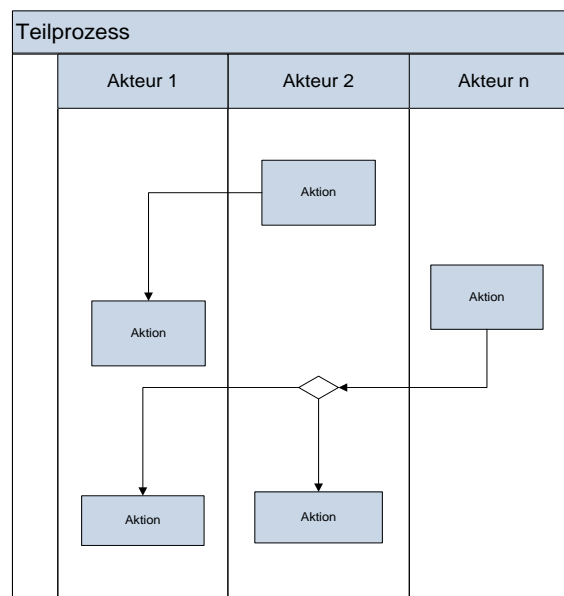 Teilprozess
Akteur 1
Akteur 2
Akteur n
Aktion
Aktion
Aktion
Aktion
Aktion